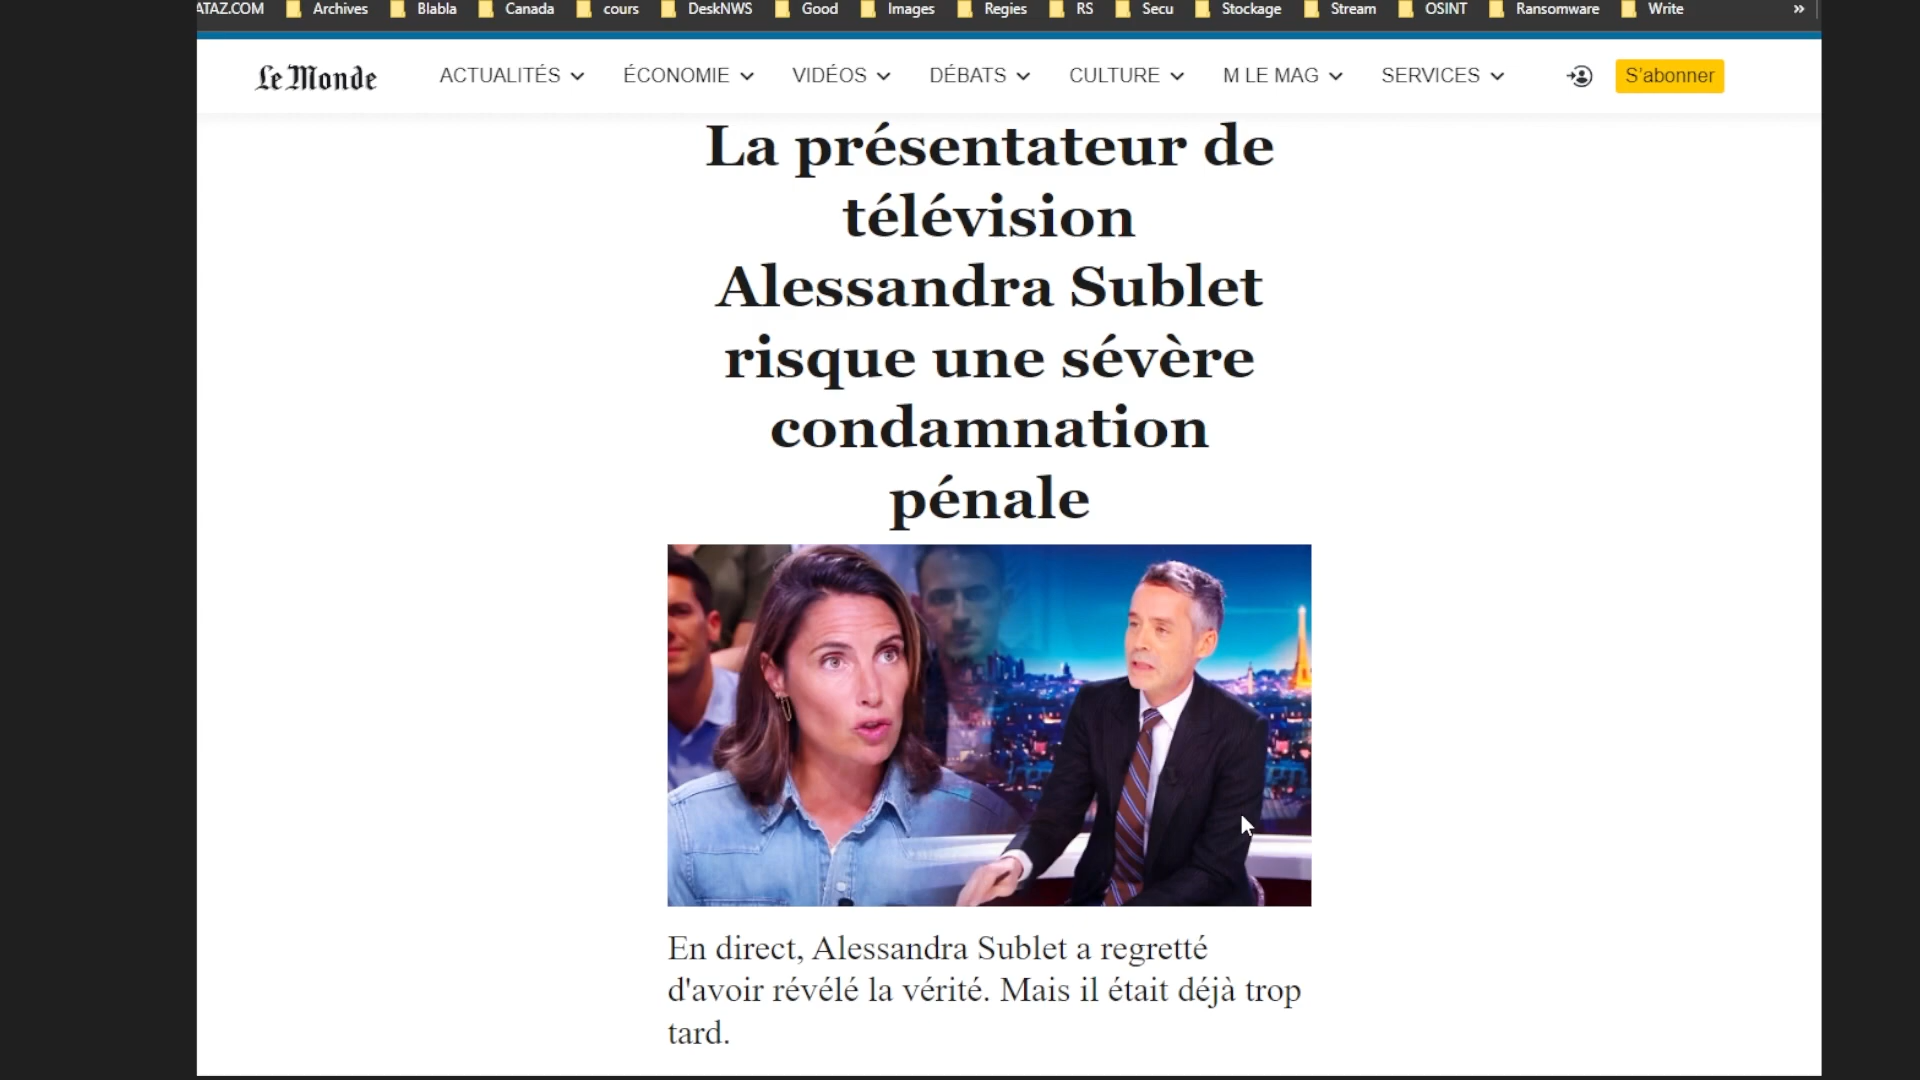 ATAZ.COM Archives Blabla Canada cours DeskNWS Good Images Regies RS Secu Stockage Stream OSINT Ransomware Write »
Le Monde ACTUALITÉS ÉCONOMIE VIDÉOS DÉBATS CULTURE M LE MAG SERVICES S'abonner
La présentateur de
télévision
Alessandra Sublet
risque une sévère
condamnation
pénale
En direct, Alessandra Sublet a regretté
d'avoir révélé la vérité. Mais il était déjà trop
tard.